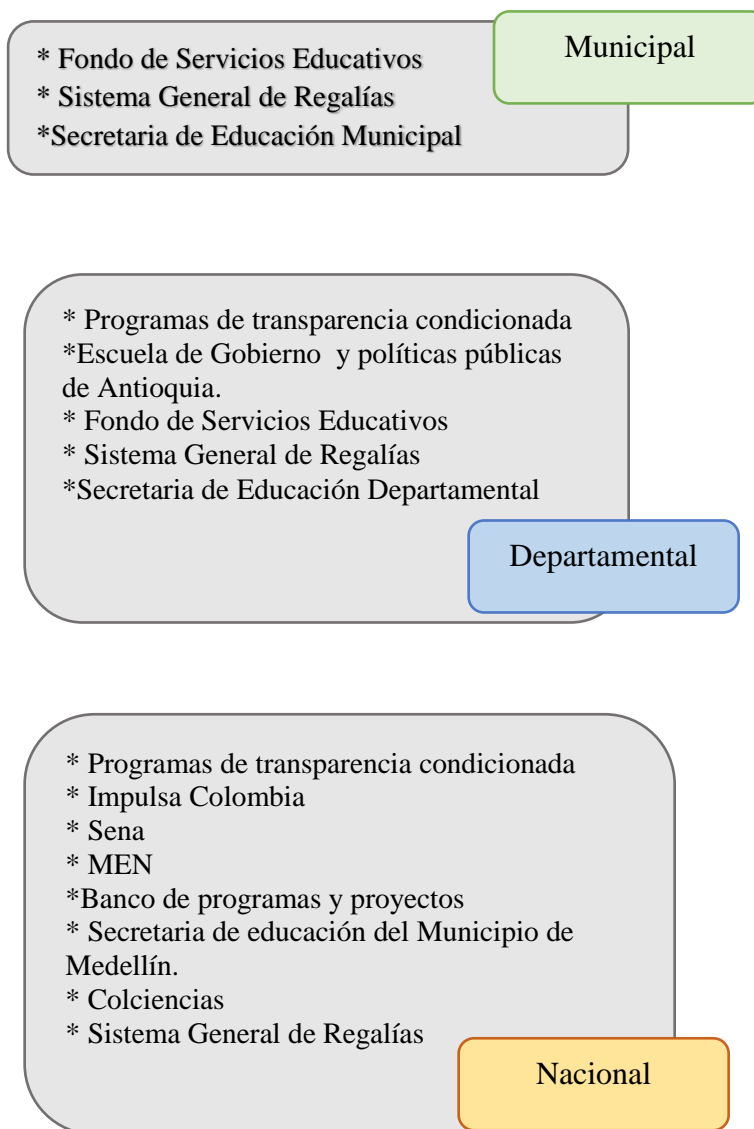 Municipal
* Fondo de Servicios Educativos
* Sistema General de Regalías
*Secretaria de Educación Municipal
* Programas de transparencia condicionada
*Escuela de Gobierno  y políticas públicas
de Antioquia.
* Fondo de Servicios Educativos
* Sistema General de Regalías
*Secretaria de Educación Departamental
Departamental
* Programas de transparencia condicionada
* Impulsa Colombia
* Sena
* MEN
*Banco de programas y proyectos
* Secretaria de educación del Municipio de
Medellín.
* Colciencias
* Sistema General de Regalías
Nacional